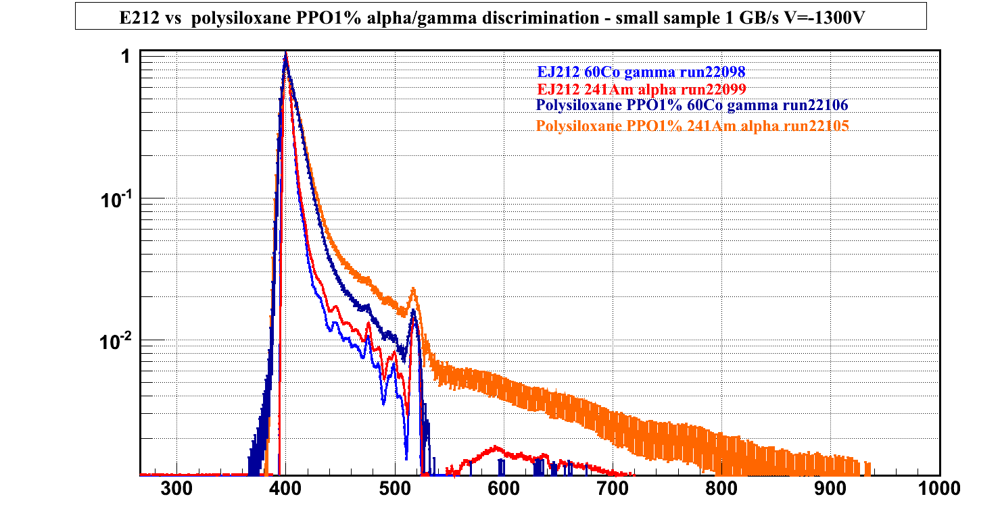 E212 vs  polysiloxane PPO1% alpha/gamma discrimination - small sample 1 GB/s V=-1300V
1
EJ212 60Co gamma run22098
EJ212 241Am alpha run22099
Polysiloxane PPO1% 60Co gamma run22106
Polysiloxane PPO1% 241Am alpha run22105
10-1
10-2
300 400 500 600 700 800 900 1000